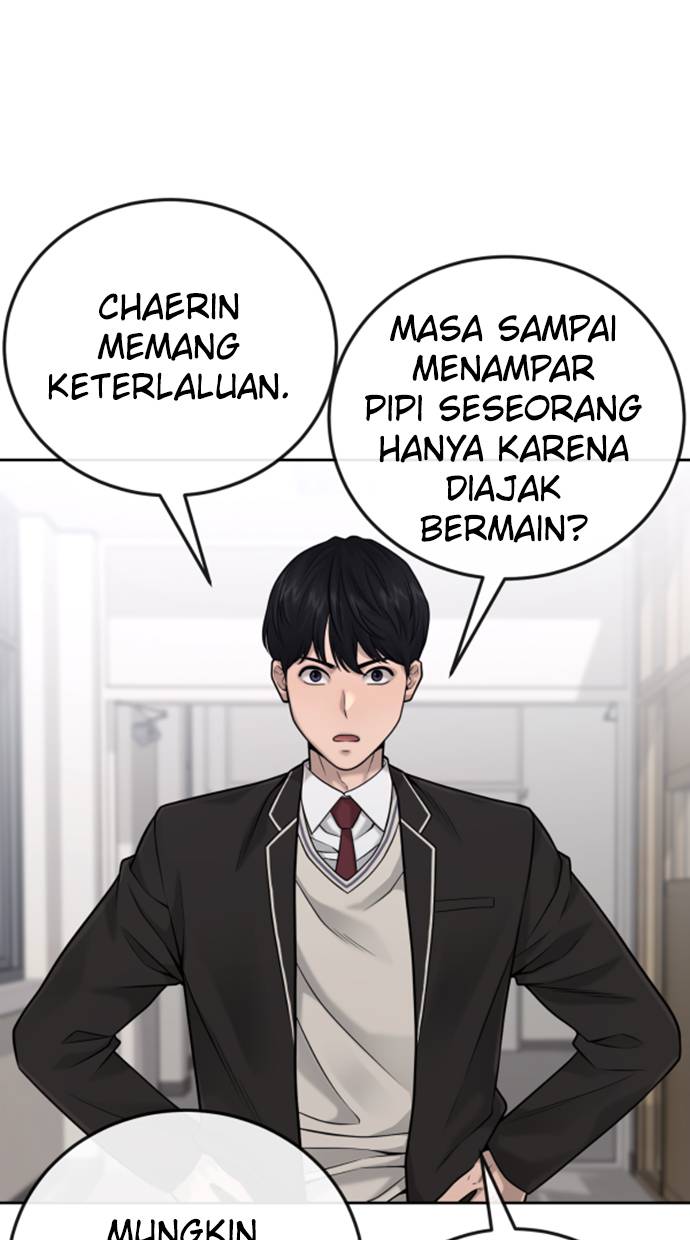 CHAERIN
MEMANG
KETERLALUAN.
MASA SAMPAI
MENAMPAR
PIPI SESEORANG
HANYA KARENA
DIAJAK
BERMAIN?
MUNGKIN